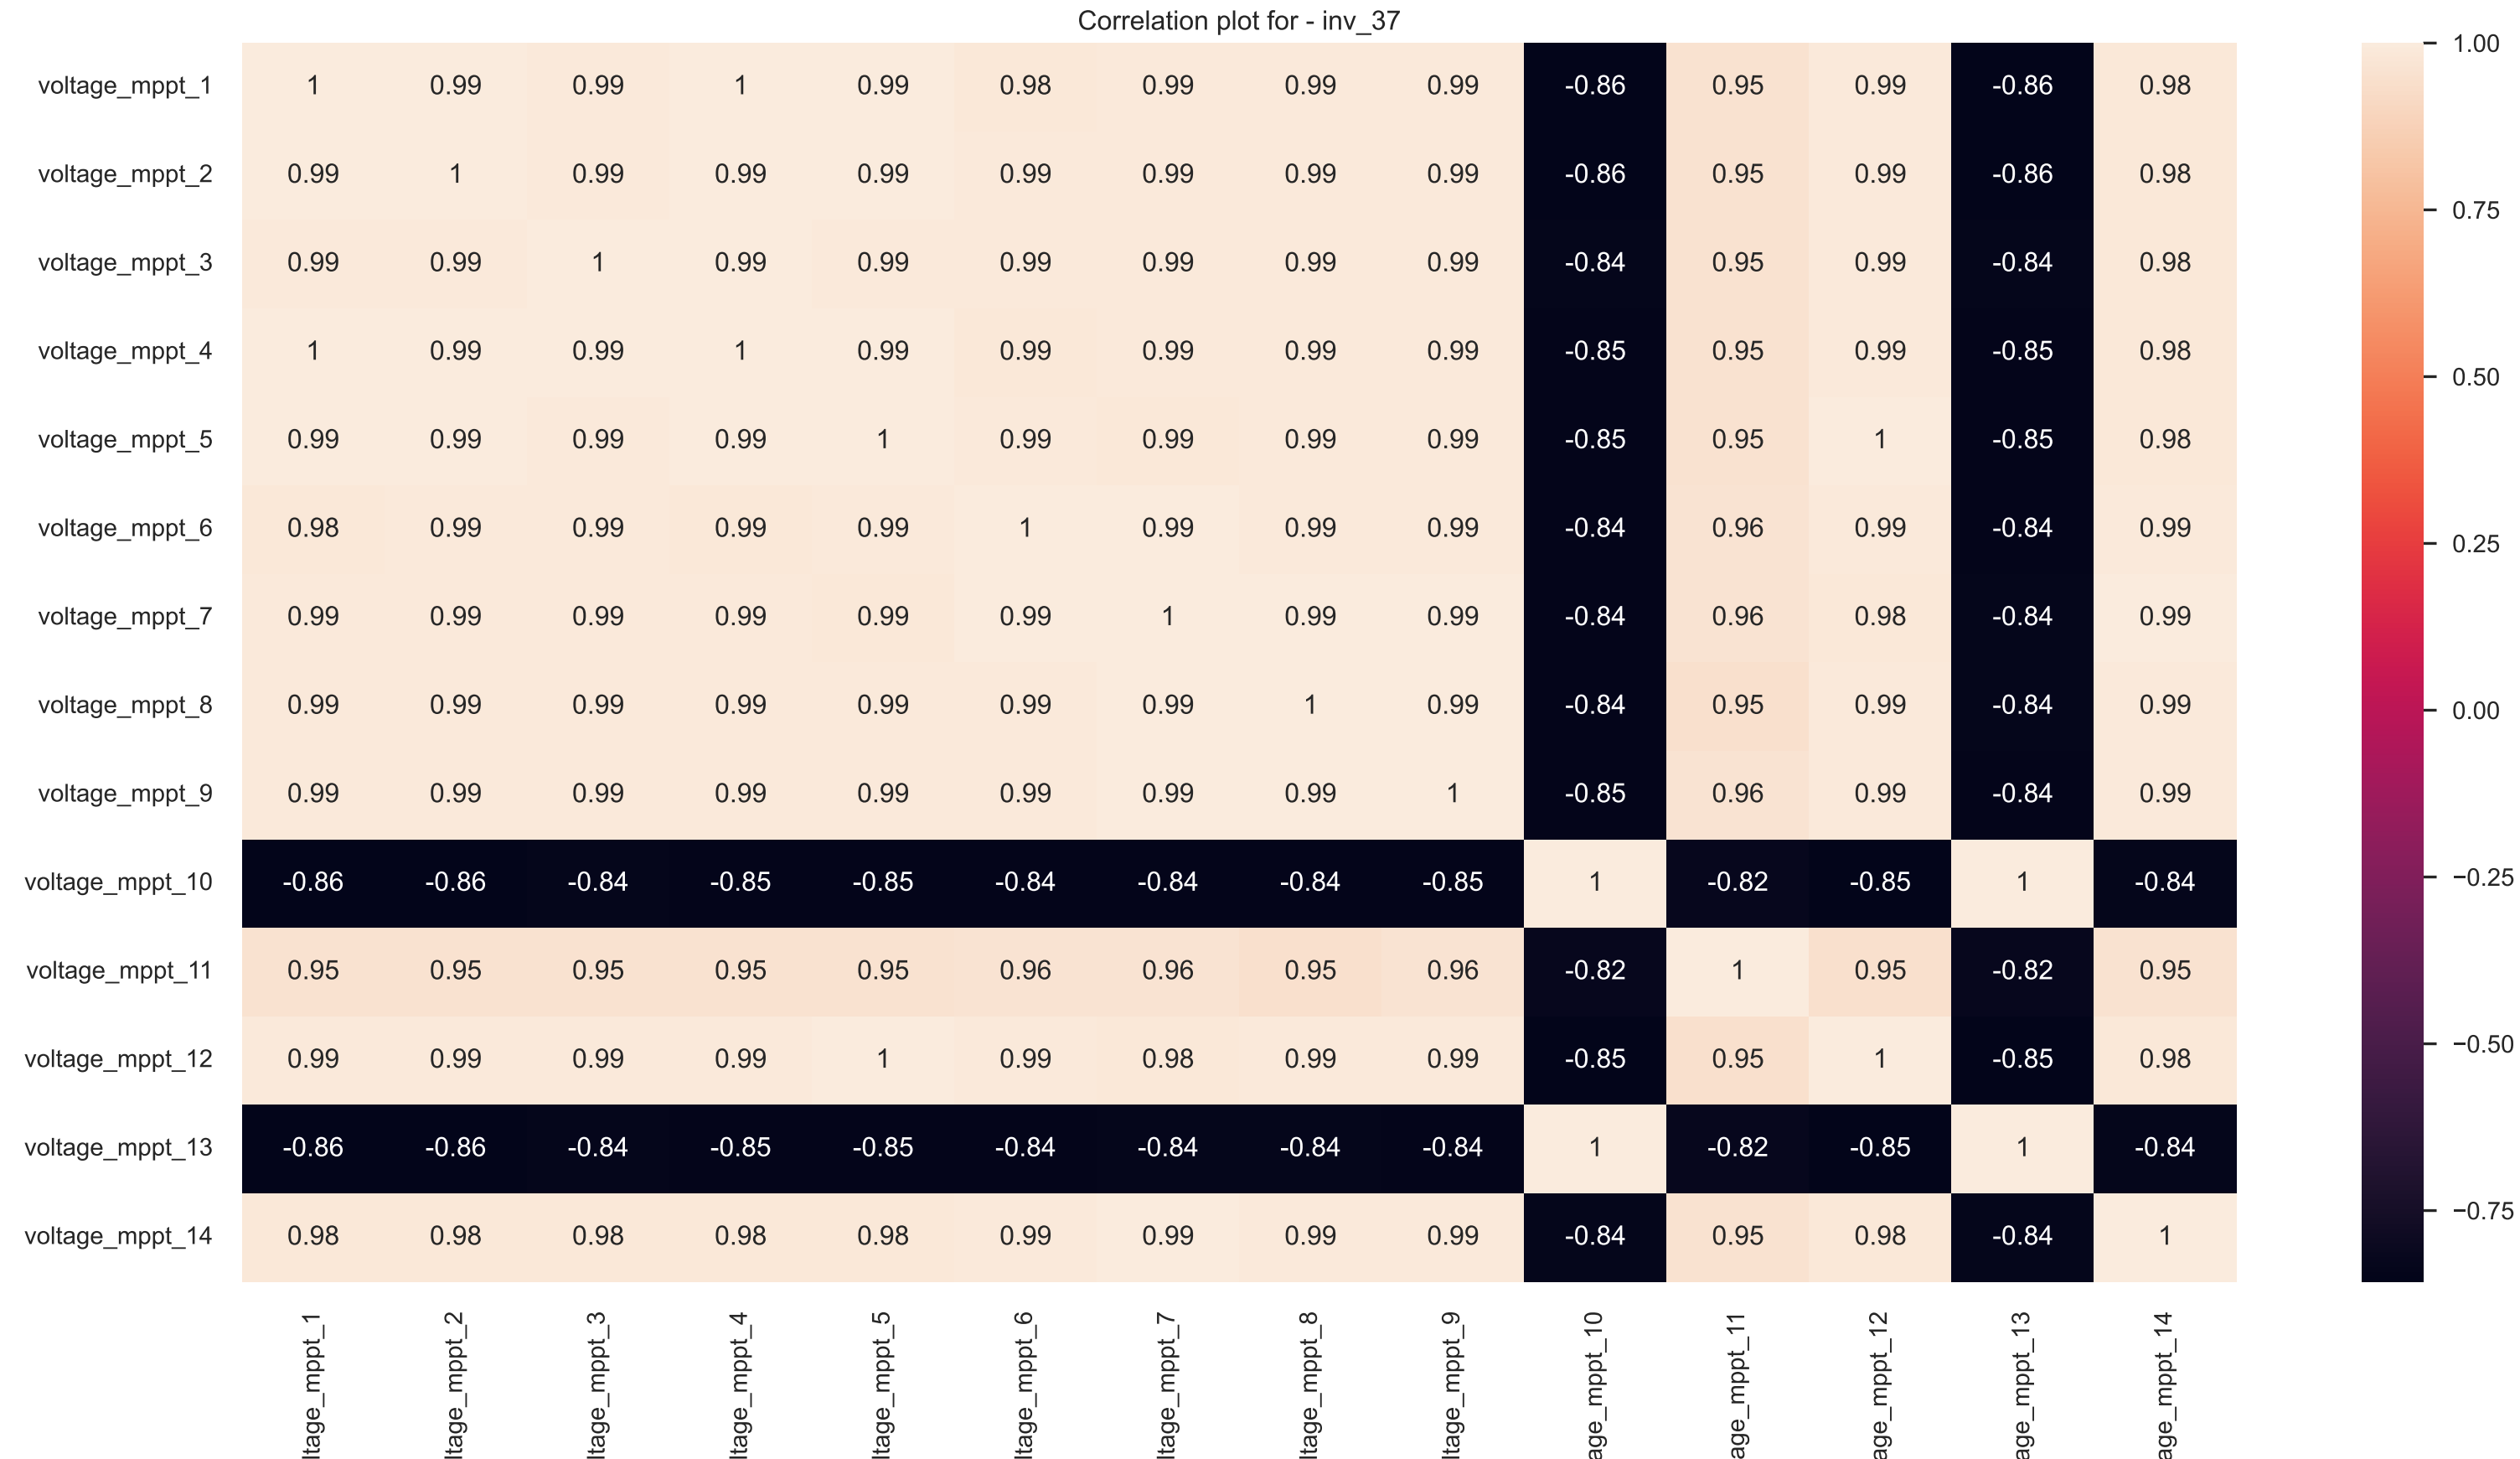 Correlation plot for - inv_37
voltage_mppt_1 1 0.99 0.99 1 0.99 0.98 0.99 0.99 0.99 -0.86 0.95 0.99 -0.86 0.98
voltage_mppt_2 0.99 1 0.99 0.99 0.99 0.99 0.99 0.99 0.99 -0.86 0.95 0.99 -0.86 0.98
voltage_mppt_3 0.99 0.99 1 0.99 0.99 0.99 0.99 0.99 0.99 -0.84 0.95 0.99 -0.84 0.98
voltage_mppt_4 1 0.99 0.99 1 0.99 0.99 0.99 0.99 0.99 -0.85 0.95 0.99 -0.85 0.98
voltage_mppt_5 0.99 0.99 0.99 0.99 1 0.99 0.99 0.99 0.99 -0.85 0.95 1 -0.85 0.98
voltage_mppt_6 0.98 0.99 0.99 0.99 0.99 1 0.99 0.99 0.99 -0.84 0.96 0.99 -0.84 0.99
voltage_mppt_7 0.99 0.99 0.99 0.99 0.99 0.99 1 0.99 0.99 -0.84 0.96 0.98 -0.84 0.99
voltage_mppt_8 0.99 0.99 0.99 0.99 0.99 0.99 0.99 1 0.99 -0.84 0.95 0.99 -0.84 0.99
voltage_mppt_9 0.99 0.99 0.99 0.99 0.99 0.99 0.99 0.99 1 -0.85 0.96 0.99 -0.84 0.99
voltage_mppt_10 -0.86 -0.86 -0.84 -0.85 -0.85 -0.84 -0.84 -0.84 -0.85 1 -0.82 -0.85 1 -0.84
voltage_mppt_11 0.95 0.95 0.95 0.95 0.95 0.96 0.96 0.95 0.96 -0.82 1 0.95 -0.82 0.95
voltage_mppt_12 0.99 0.99 0.99 0.99 1 0.99 0.98 0.99 0.99 -0.85 0.95 1 -0.85 0.98
voltage_mppt_13 -0.86 -0.86 -0.84 -0.85 -0.85 -0.84 -0.84 -0.84 -0.84 1 -0.82 -0.85 1 -0.84
voltage_mppt_14 0.98 0.98 0.98 0.98 0.98 0.99 0.99 0.99 0.99 -0.84 0.95 0.98 -0.84 1
ltage_mppt_1
ltage_mppt_2
ltage_mppt_3
ltage_mppt_4
ltage_mppt_5
ltage_mppt_6
ltage_mppt_7
ltage_mppt_8
ltage_mppt_9
age_mppt_10
age_mppt_11
age_mppt_12
age_mppt_13
age_mppt_14
1.00
0.75
0.50
0.25
0.00
−0.25
−0.50
−0.75